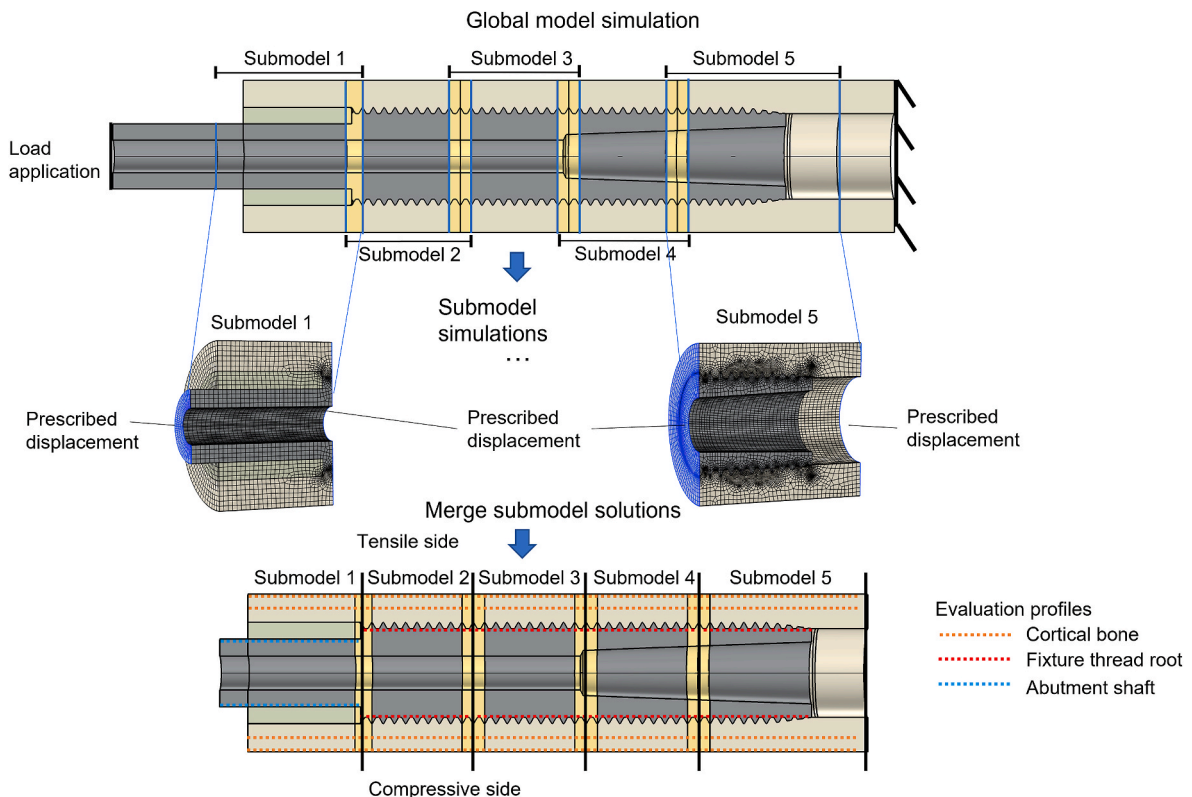 Global model simulation
Submodel 1
Submodel 3
Submodel 5
Load
application
Submodel 2
Submodel 4
Submodel
simulations
...
Submodel 1
Submodel 5
Prescribed
displacement
Prescribed
displacement
Prescribed
displacement
Merge submodel solutions
Tensile side
Submodel 1
Submodel 2
Submodel 3
Submodel 4
Submodel 5
Evaluation profiles
Cortical bone
Fixture thread root
Abutment shaft
Compressive side